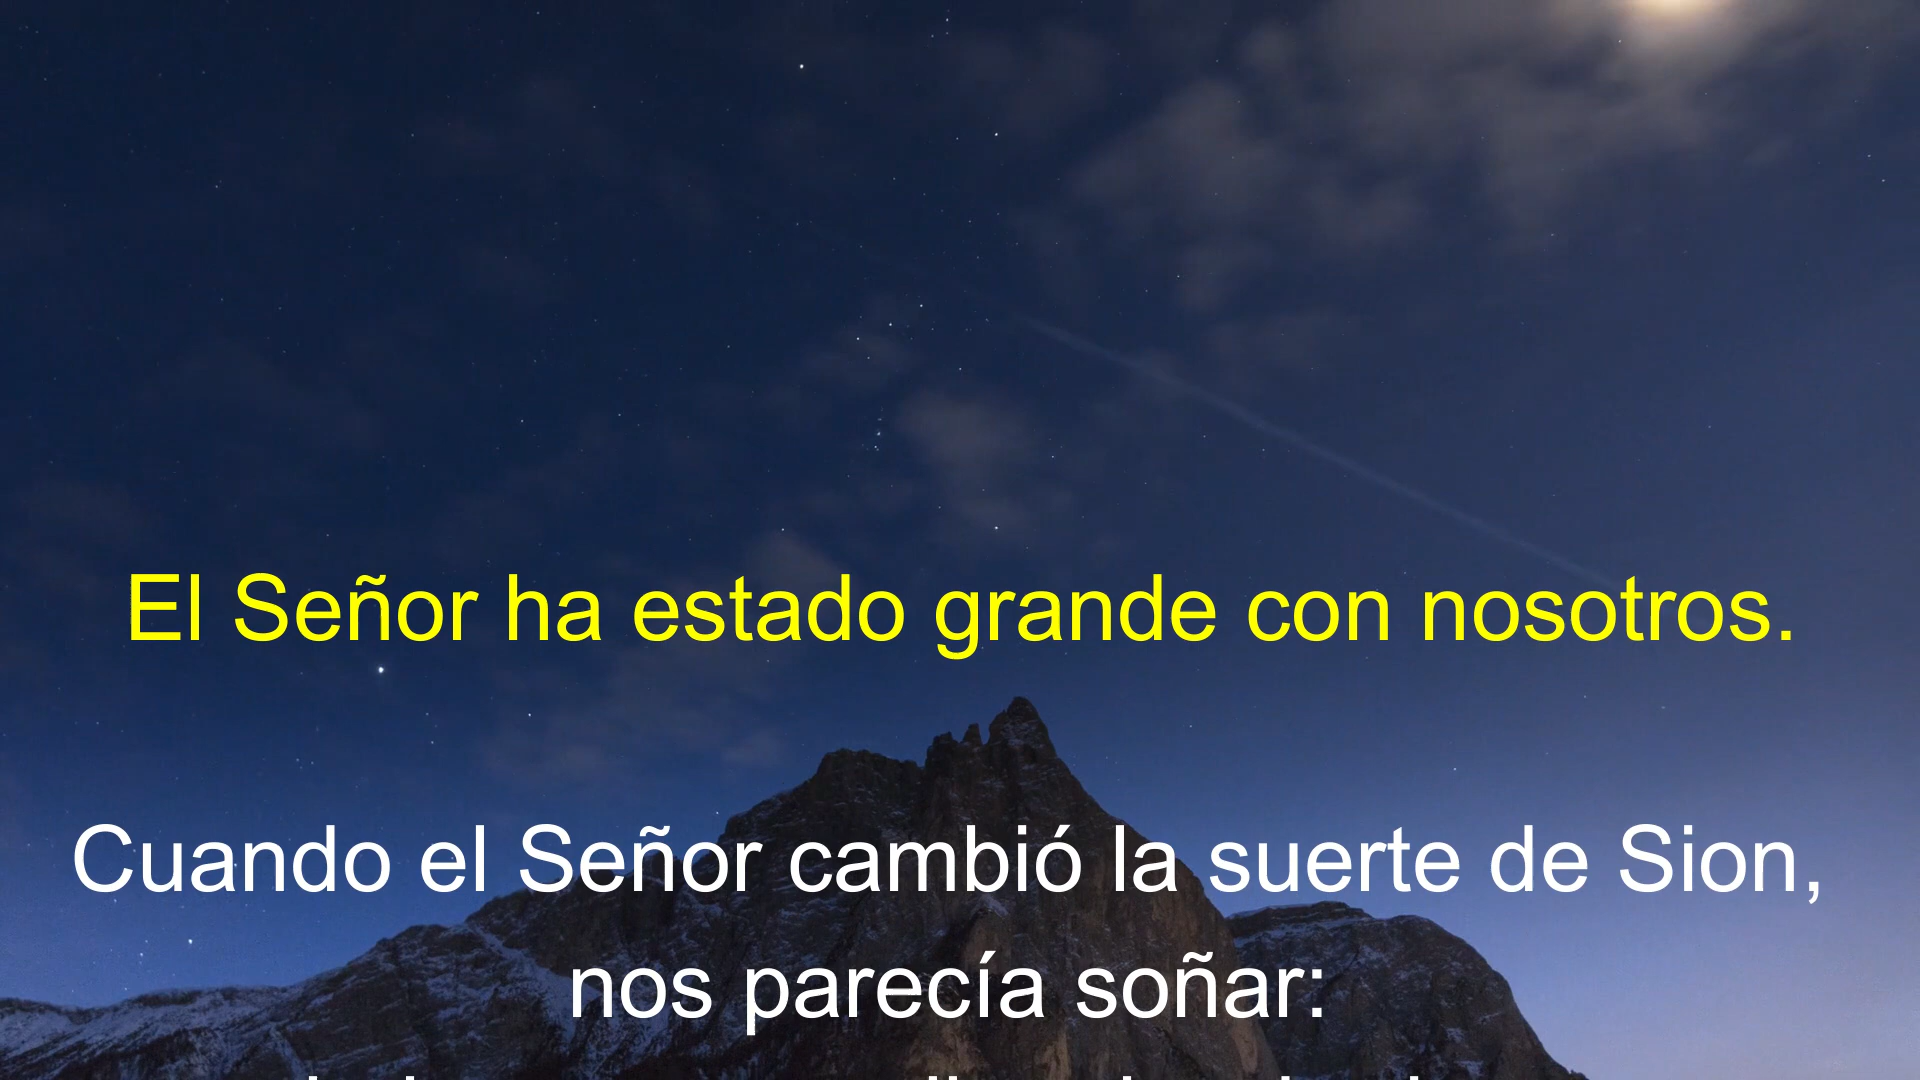 El Señor ha estado grande con nosotros.
Cuando el Señor cambió la suerte de Sion,
nos parecía soñar: